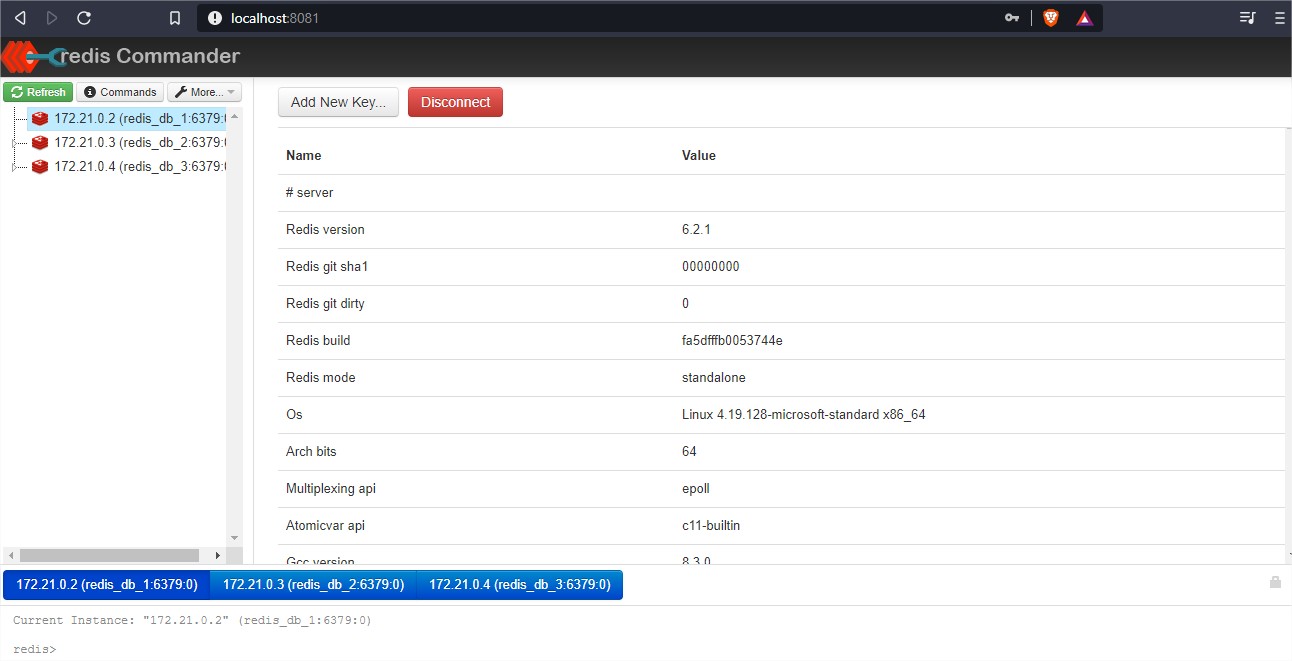 localhost:8081
redis Commander
Refresh Commands More...
172.21.0.2 (redis_db_1:6379:
172.21.0.3 (redis_db_2:6379:
172.21.0.4 (redis_db_3:6379:
Add New Key... Disconnect
Name Value
# server
Redis version 6.2.1
Redis git sha1 00000000
Redis git dirty 0
Redis build fa5dfffb0053744e
Redis mode standalone
Os Linux 4.19.128-microsoft-standard x86_64
Arch bits 64
Multiplexing api epoll
Atomicvar api c11-builtin
Gcc version 8.3.0
172.21.0.2 (redis_db_1:6379:0) 172.21.0.3 (redis_db_2:6379:0) 172.21.0.4 (redis_db_3:6379:0)
Current Instance: "172.21.0.2" (redis_db_1:6379:0)
redis>